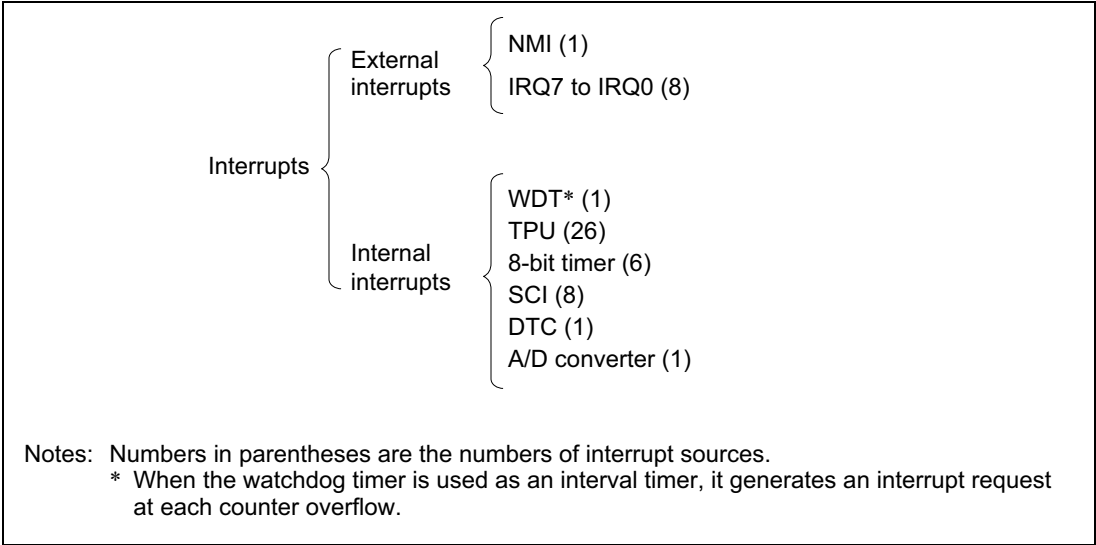 Interrupts
External
interrupts
NMI (1)
IRQ7 to IRQ0 (8)
Internal
interrupts
WDT* (1)
TPU (26)
8-bit timer (6)
SCI (8)
DTC (1)
A/D converter (1)
Notes: Numbers in parentheses are the numbers of interrupt sources.
* When the watchdog timer is used as an interval timer, it generates an interrupt request
at each counter overflow.